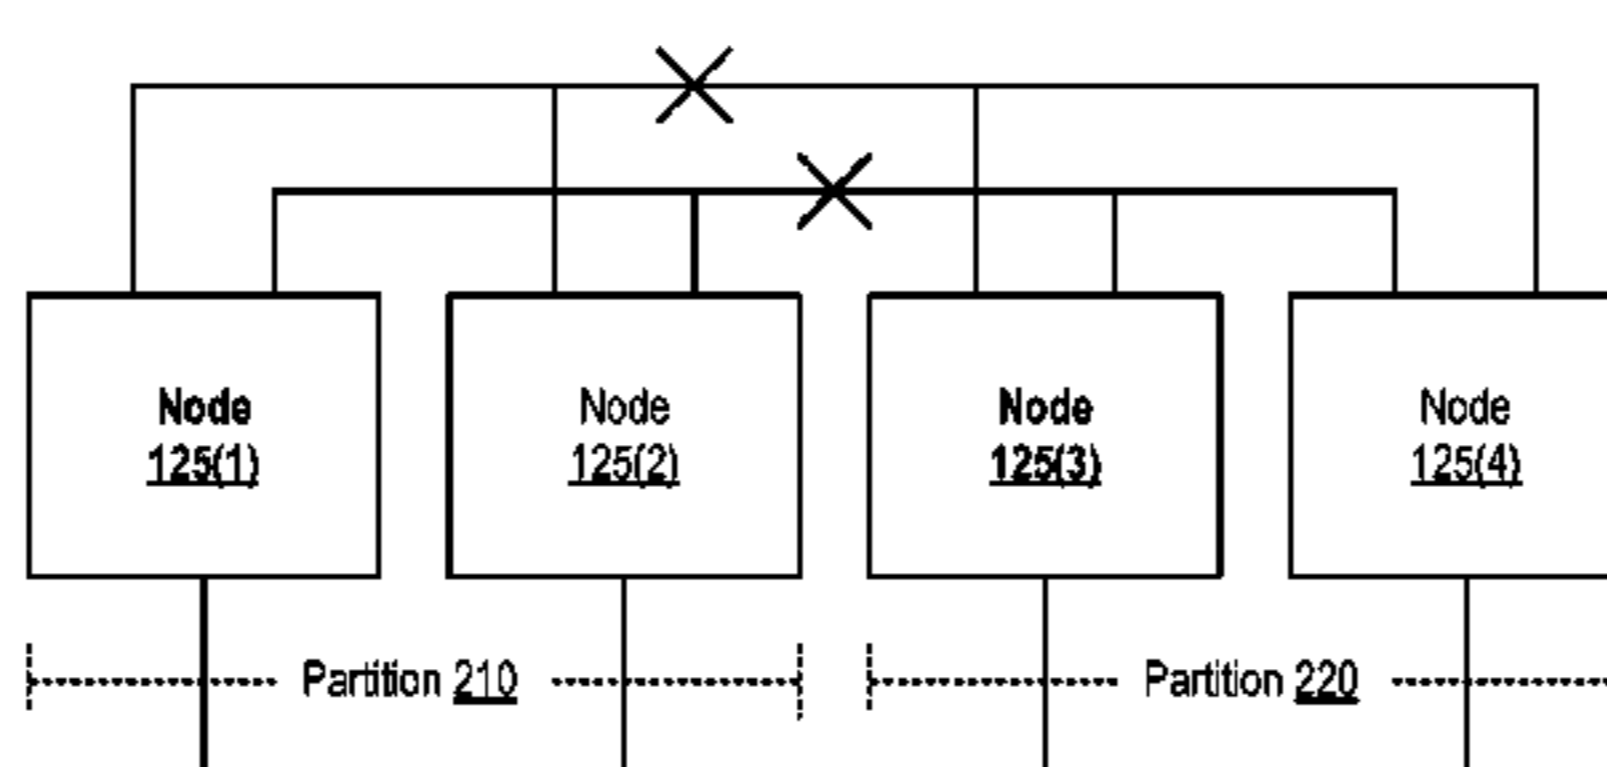 Node
125(1)
Node
125(2)
Node
125(3)
Node
125(4)
Partition 210
Partition 220